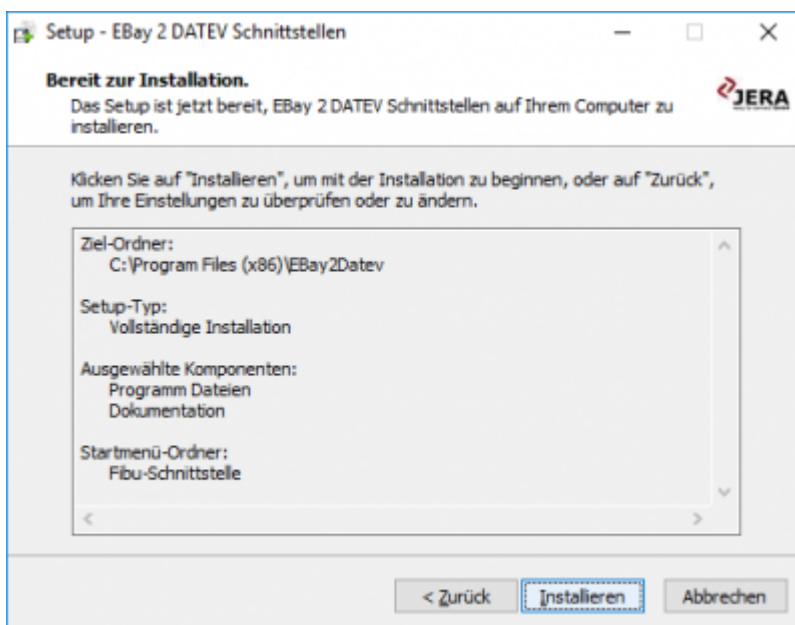 Setup - EBay 2 DATEV Schnittstellen
Bereit zur Installation.
Das Setup ist jetzt bereit, EBay 2 DATEV Schnittstellen auf Ihrem Computer zu
installieren.
JERA
Klicken Sie auf "Installieren", um mit der Installation zu beginnen, oder auf "Zurück",
um Ihre Einstellungen zu überprüfen oder zu ändern.
Ziel-Ordner:
C:\Program Files (x86)\EBay2Datev
Setup-Typ:
Vollständige Installation
Ausgewählte Komponenten:
Programm Dateien
Dokumentation
Startmenü-Ordner:
Fibu-Schnittstelle
< Zurück
Installieren
Abbrechen